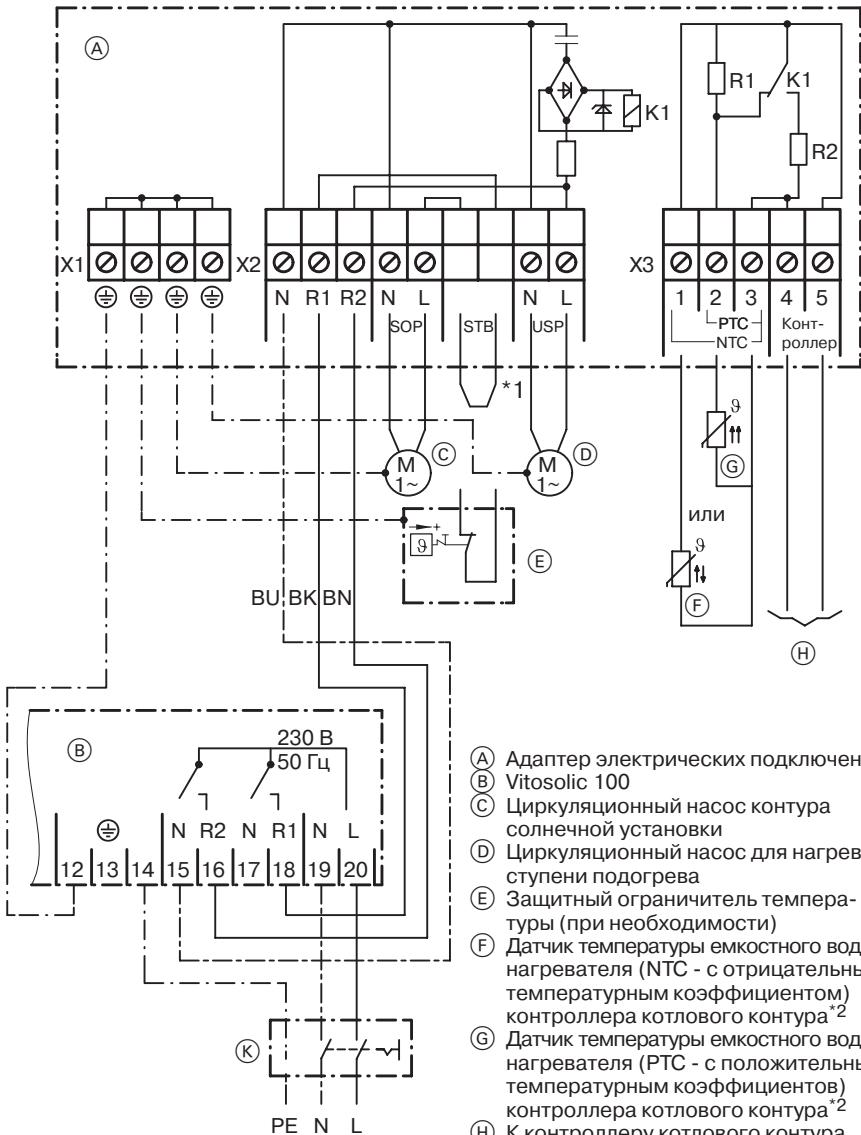 A
R1
K1
K1
R2
X1
X2
X3
N R1 R2 N L N L
1 2 3 4 5
SOP
STB
USP
PTC
NTC
Конт-
роллер
*1
M
1~
C
M
1~
D
ϑ
G
или
ϑ
F
ϑ
+
E
BU BK BN
H
B
230 В
50 Гц
N R2 N R1 N L
12 13 14 15 16 17 18 19 20
K
PE N L
A Адаптер электрических подключен
B Vitosolic 100
C Циркуляционный насос контура
солнечной установки
D Циркуляционный насос для нагрев
ступени подогрева
E Защитный ограничитель темпера-
туры (при необходимости)
F Датчик температуры емкостного вод
нагревателя (NTC - с отрицательны
температурным коэффициентом)
контроллера котлового контура*2
G Датчик температуры емкостного вод
нагревателя (PTC - с положительны
температурным коэффициентов)
контроллера котлового контура*2
H К контроллеру котлового контура